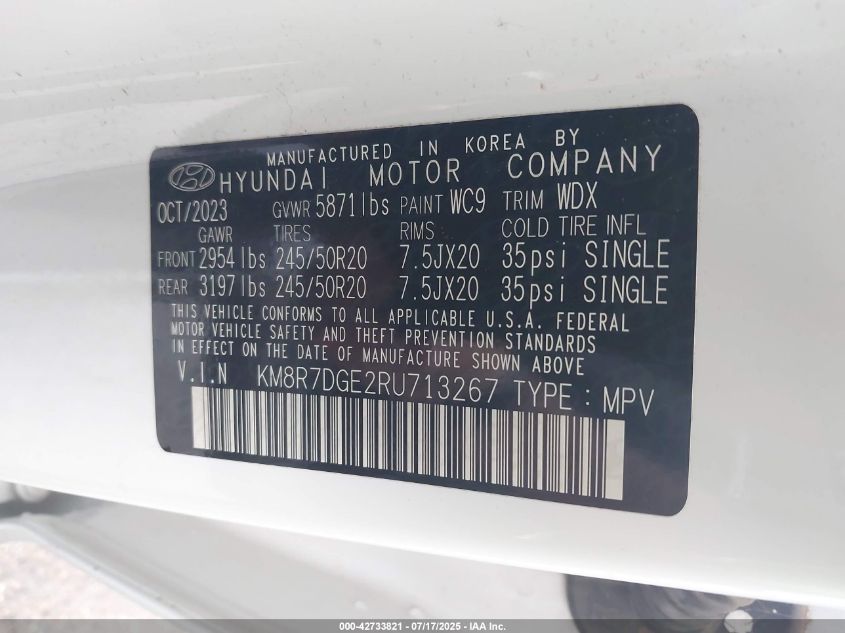 MANUFACTURED IN KOREA BY
HYUNDAI MOTOR COMPANY
OCT/2023 GVWR 5871lbs PAINT WC9 TRIM WDX
GAWR TIRES RIMS COLD TIRE INFL
FRONT 2954lbs 245/50R20 7.5JX20 35psi SINGLE
REAR 3197lbs 245/50R20 7.5JX20 35psi SINGLE
THIS VEHICLE CONFORMS TO ALL APPLICABLE U.S.A. FEDERAL
MOTOR VEHICLE SAFETY AND THEFT PREVENTION STANDARDS
IN EFFECT ON THE DATE OF MANUFACTURE SHOWN ABOVE
V.I.N KM8R7DGE2RU713267 TYPE : MPV
000-42733821 - 07/17/2025 - IAA Inc.